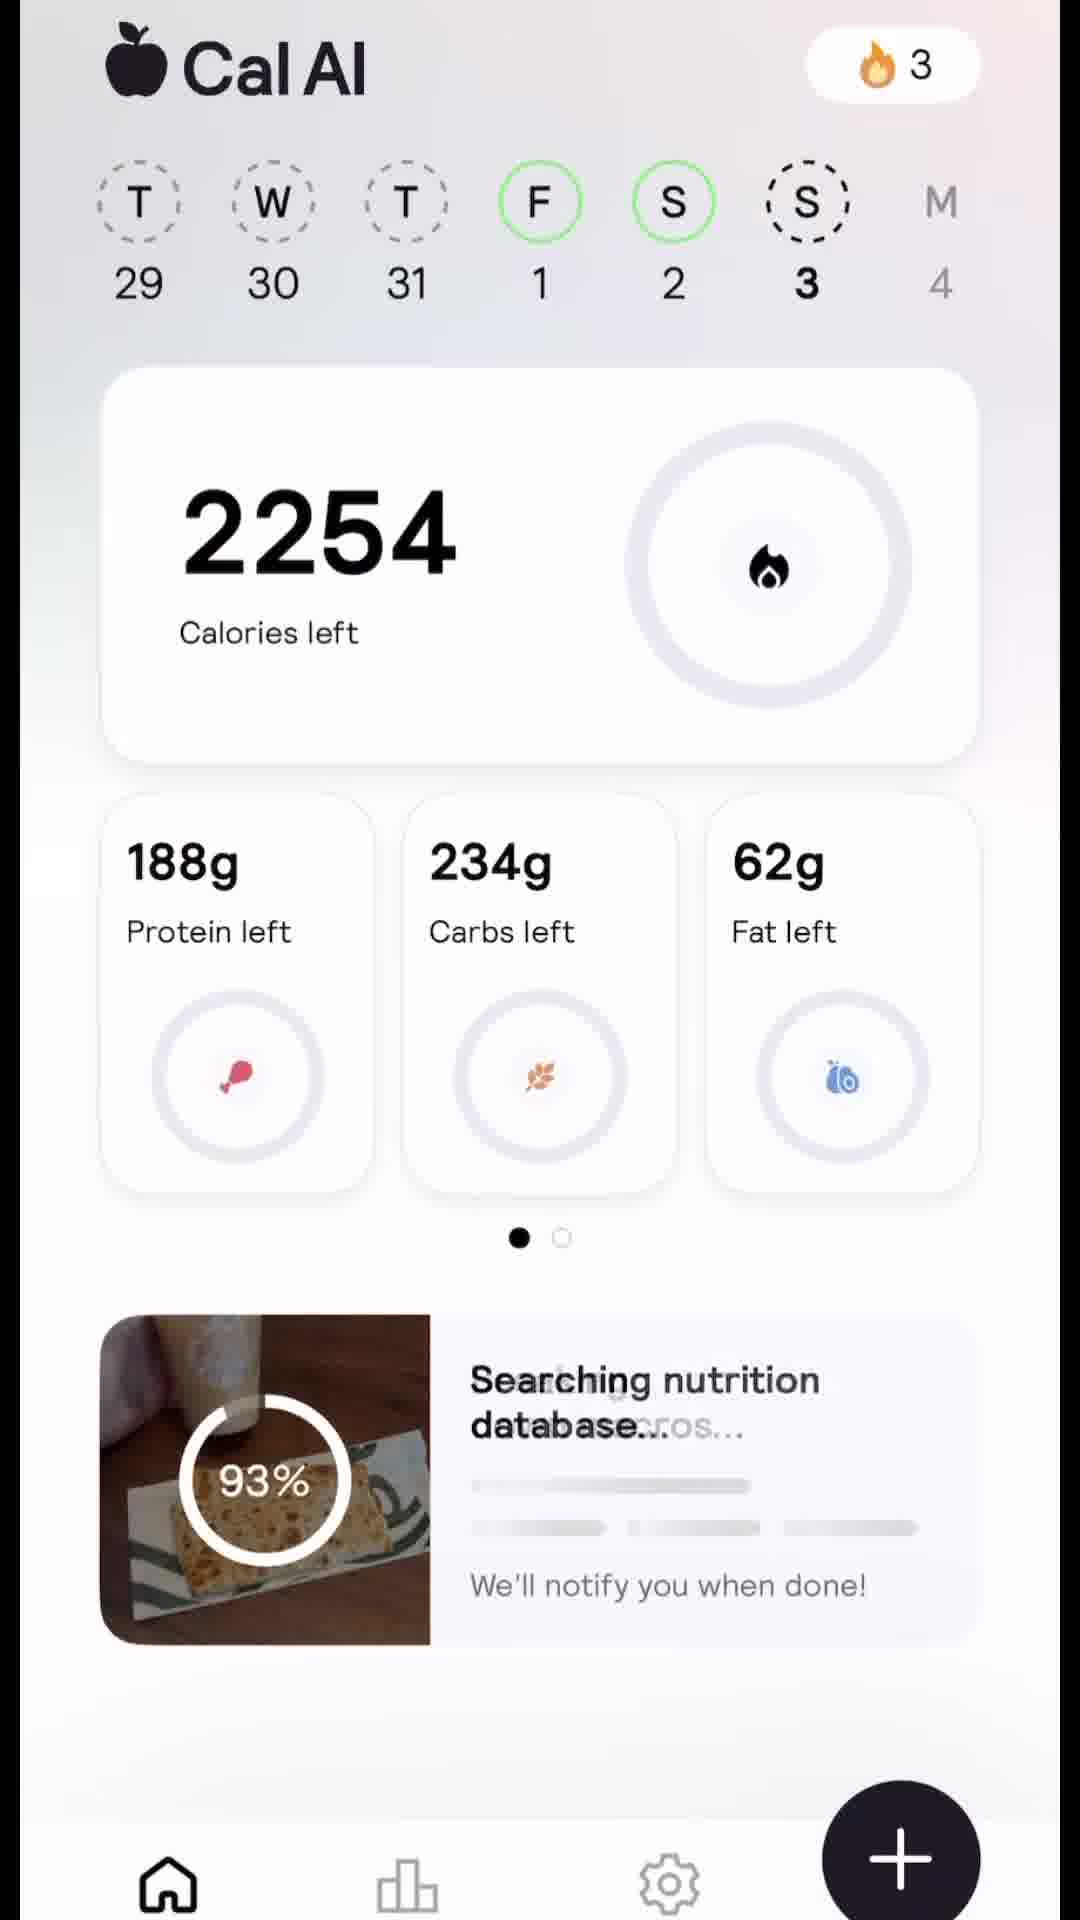 Cal AI
3
T W T F S S M
29 30 31 1 2 3 4
2254
Calories left
188g 234g 62g
Protein left Carbs left Fat left
93%
Searching nutrition
database...
We'll notify you when done!